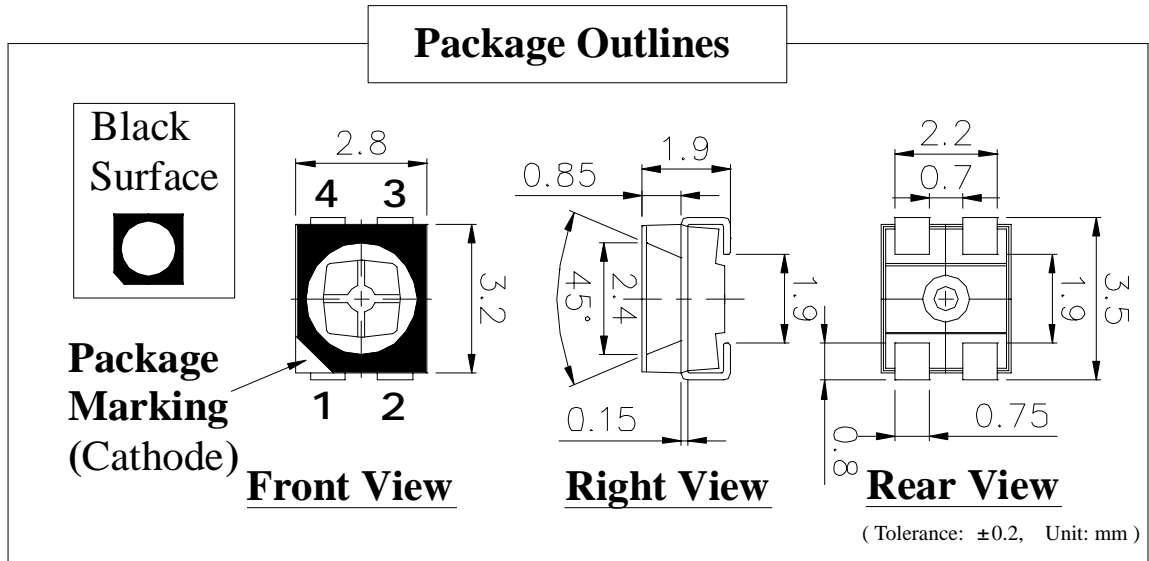 Package Outlines
Black
Surface
2.8
4 3
3.2
1 2
Package
Marking
(Cathode)
Front View
1.9
0.85
45°
2.4
1.9
0.15
Right View
2.2
0.7
1.9
3.5
0.75
0.8
Rear View
( Tolerance: ±0.2, Unit: mm )